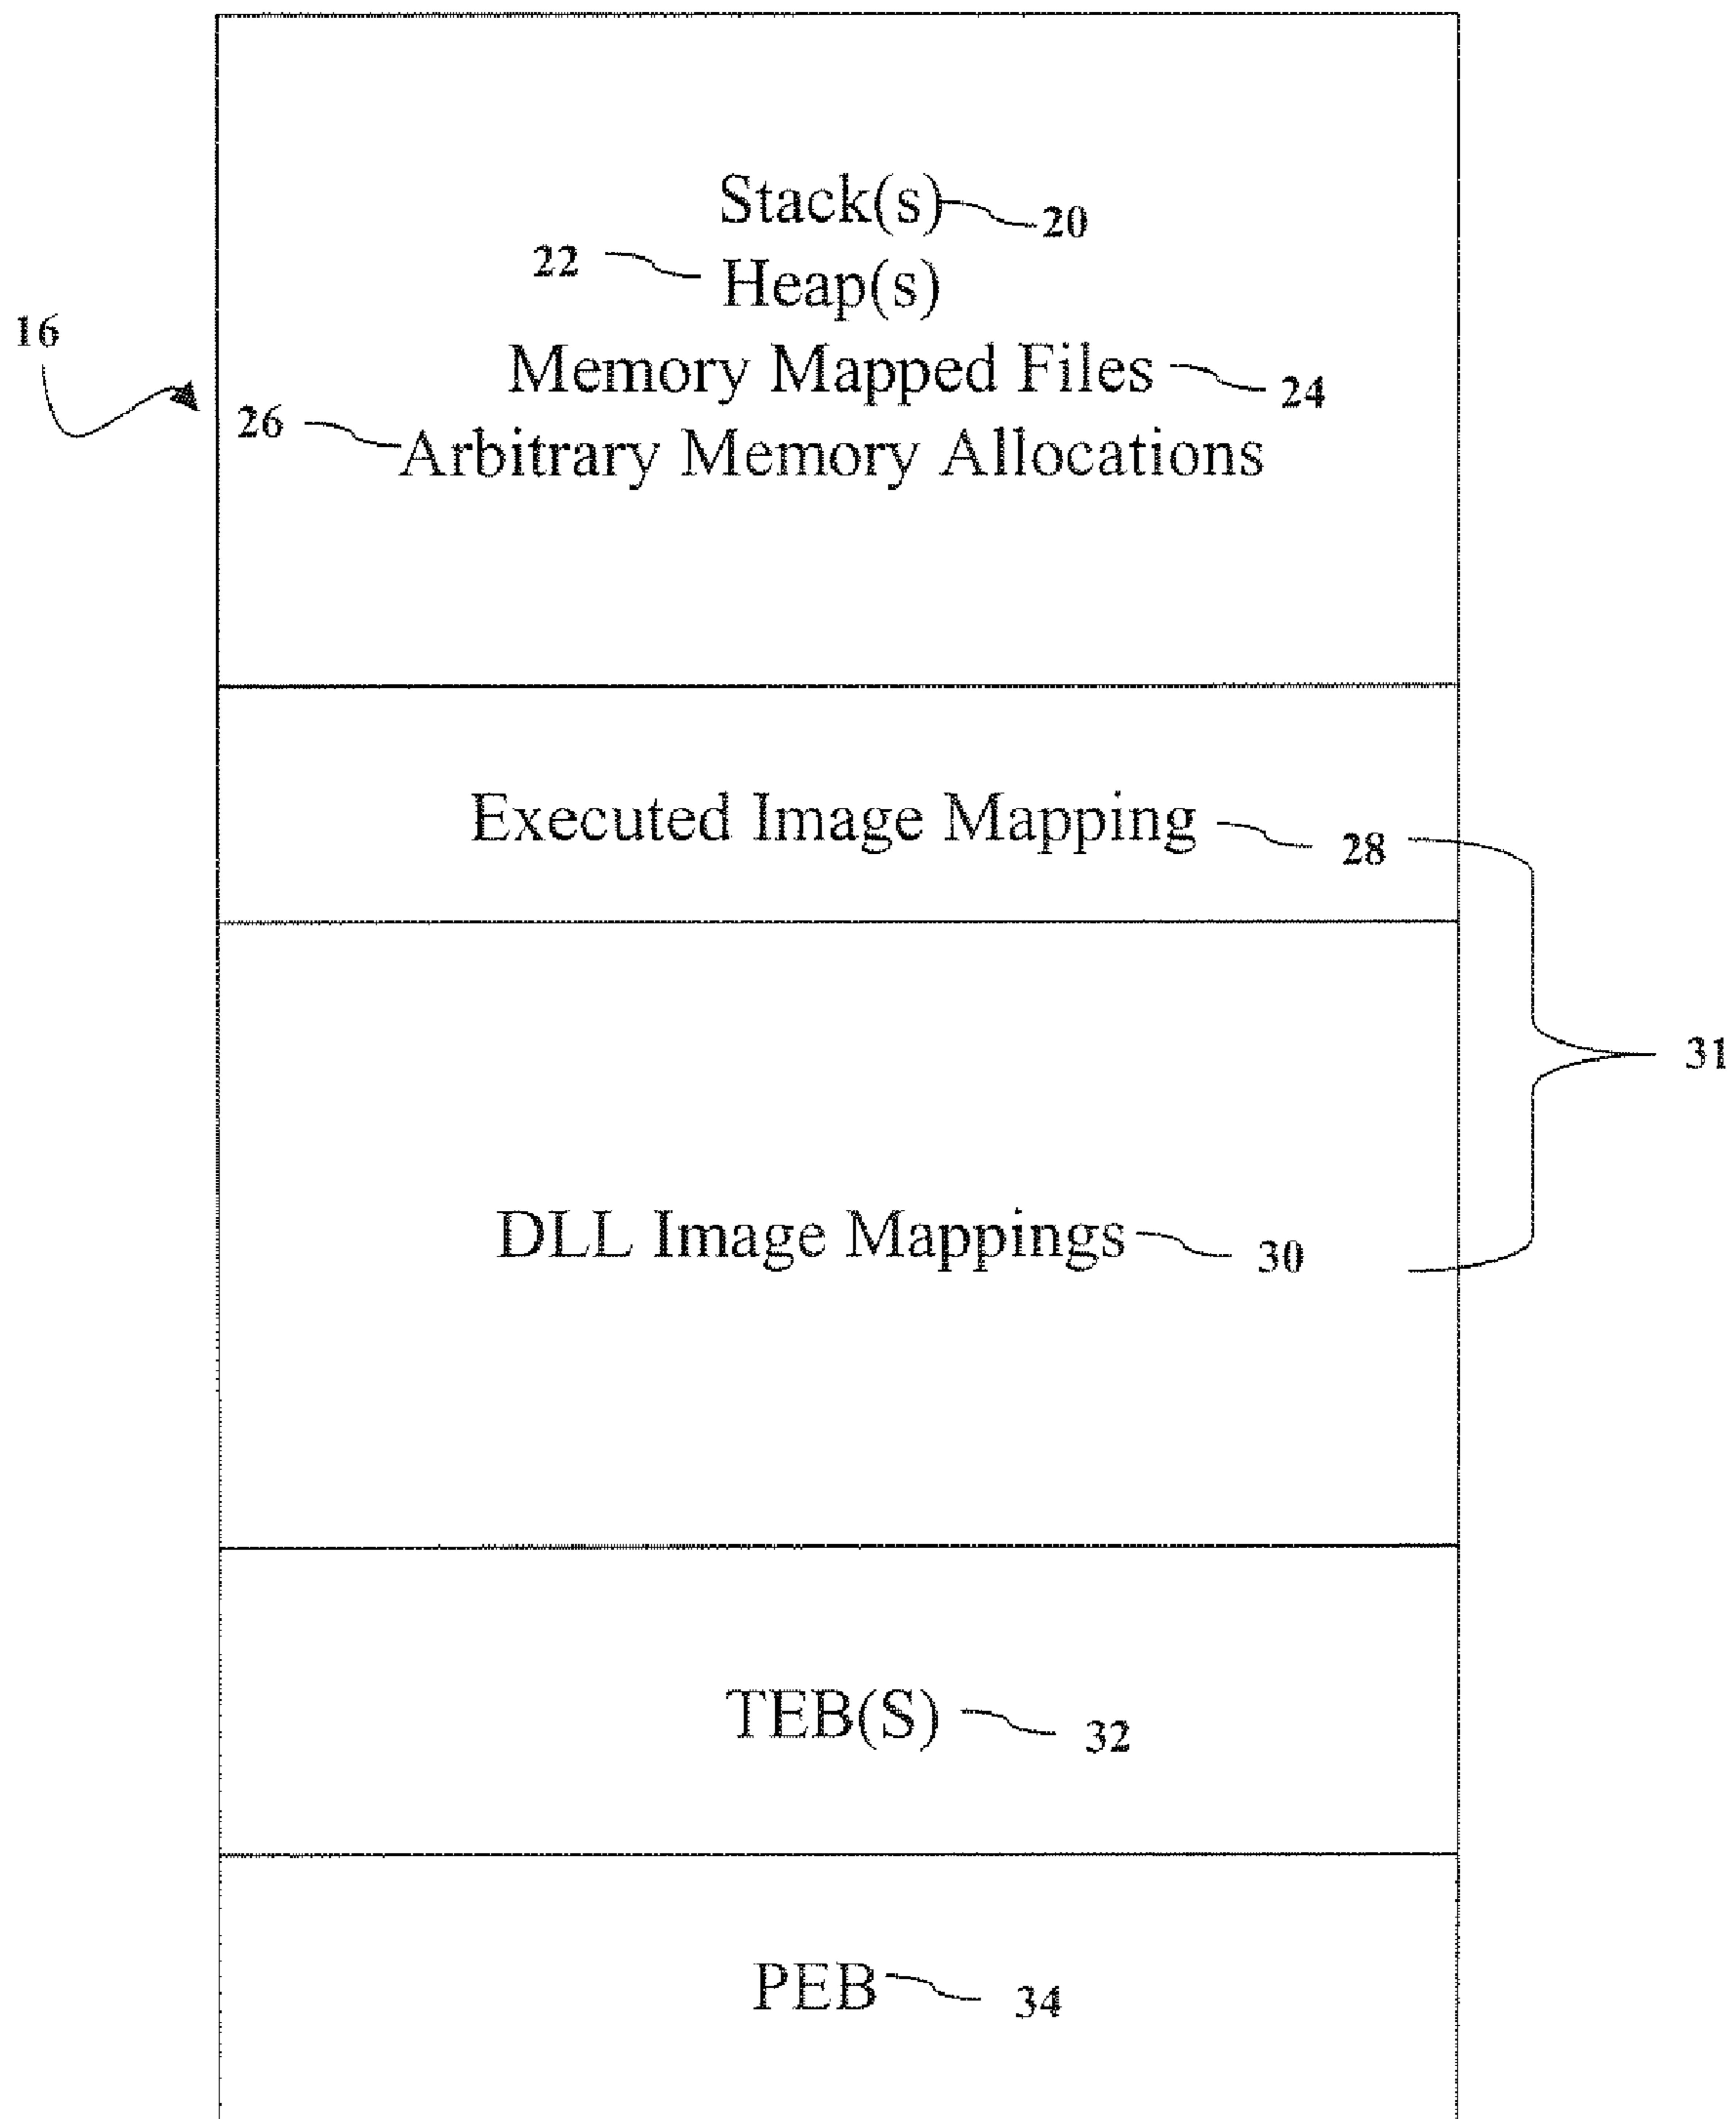 Stack(s) 20
22 Heap(s)
16
Memory Mapped Files 24
26 Arbitrary Memory Allocations
Executed Image Mapping 28
31
DLL Image Mappings 30
TEB(S) 32
PEB 34